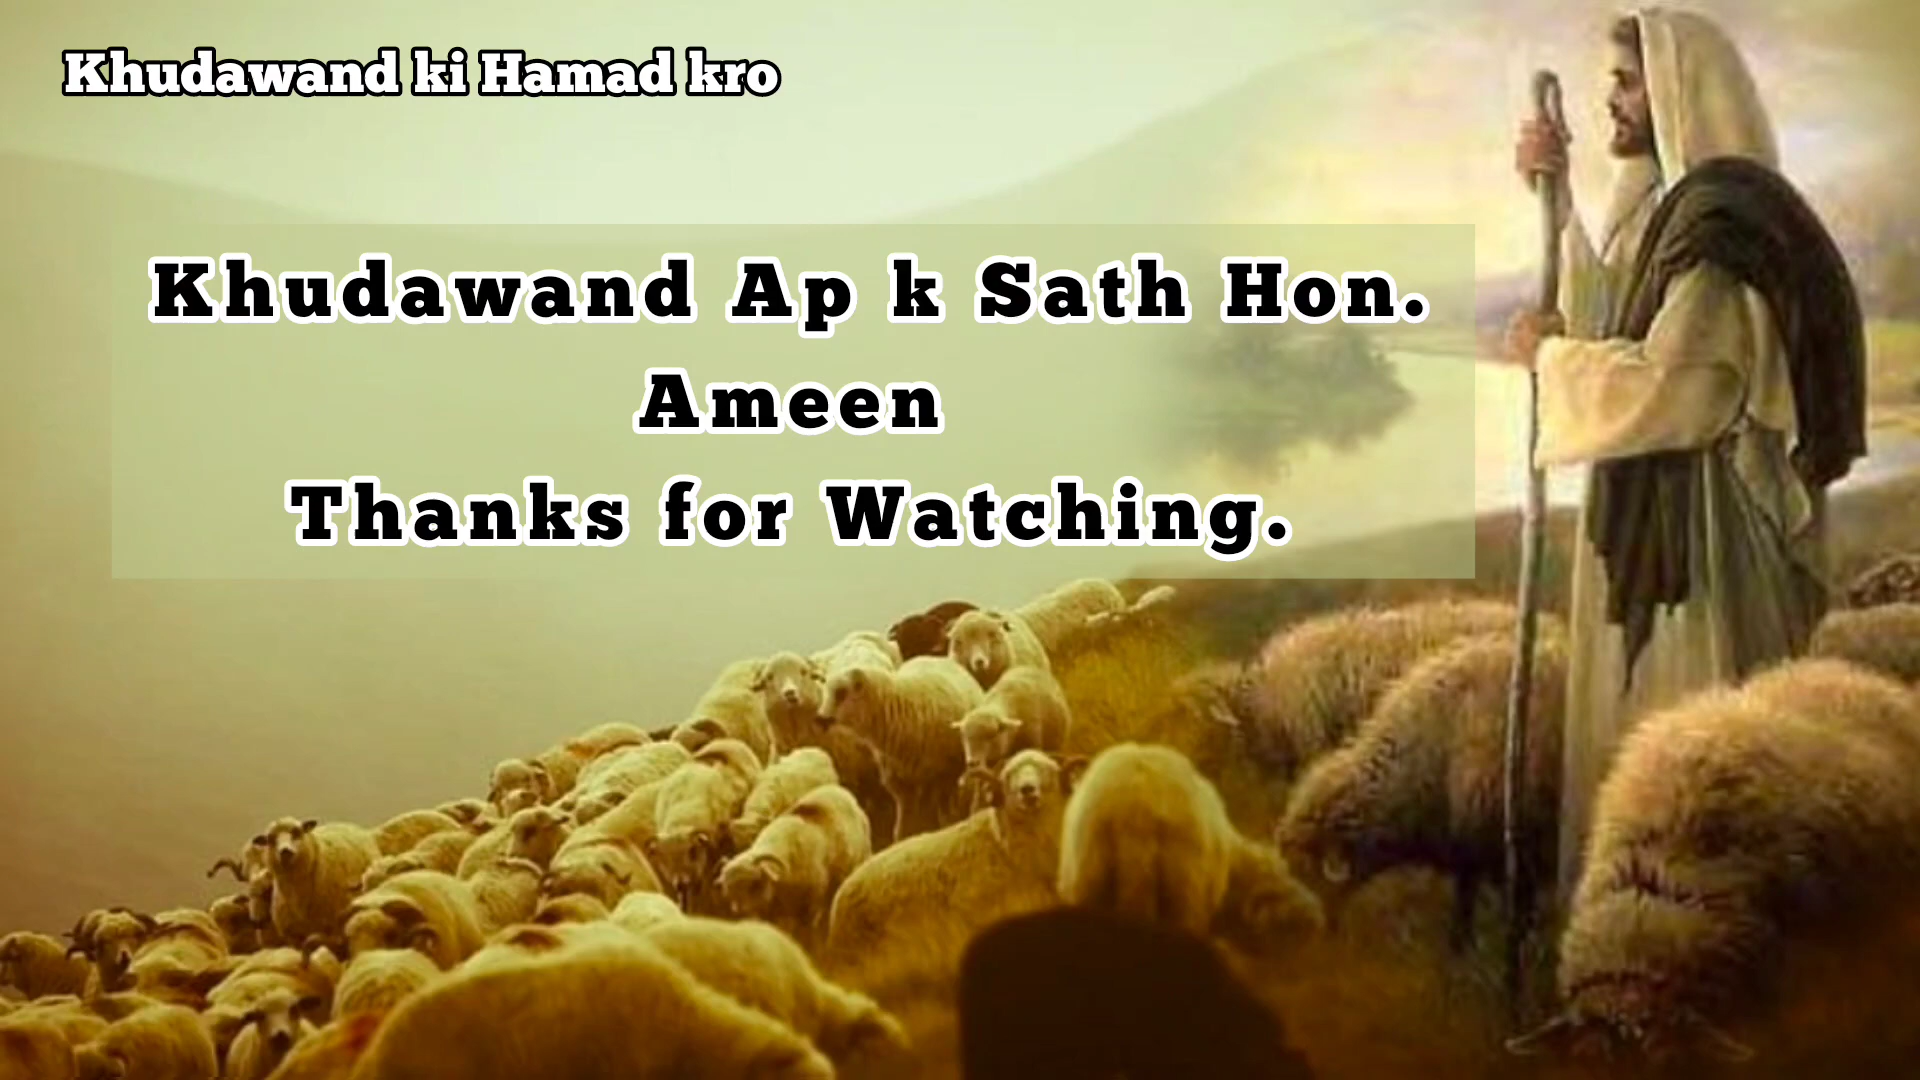 Khudawand ki Hamad kro
Khudawand Ap k Sath Hon.
Ameen
Thanks for Watching.